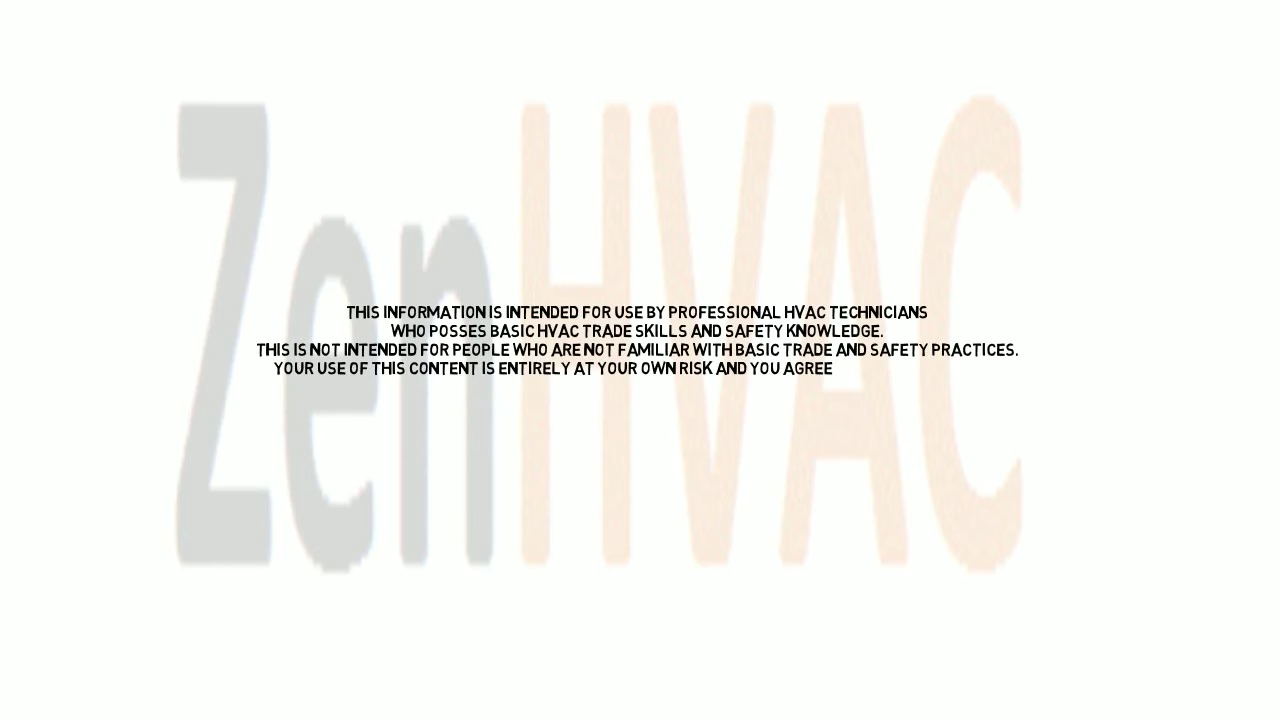 ZenHVAC
THIS INFORMATION IS INTENDED FOR USE BY PROFESSIONAL HVAC TECHNICIANS
WHO POSSES BASIC HVAC TRADE SKILLS AND SAFETY KNOWLEDGE.
THIS IS NOT INTENDED FOR PEOPLE WHO ARE NOT FAMILIAR WITH BASIC TRADE AND SAFETY PRACTICES.
YOUR USE OF THIS CONTENT IS ENTIRELY AT YOUR OWN RISK AND YOU AGREE